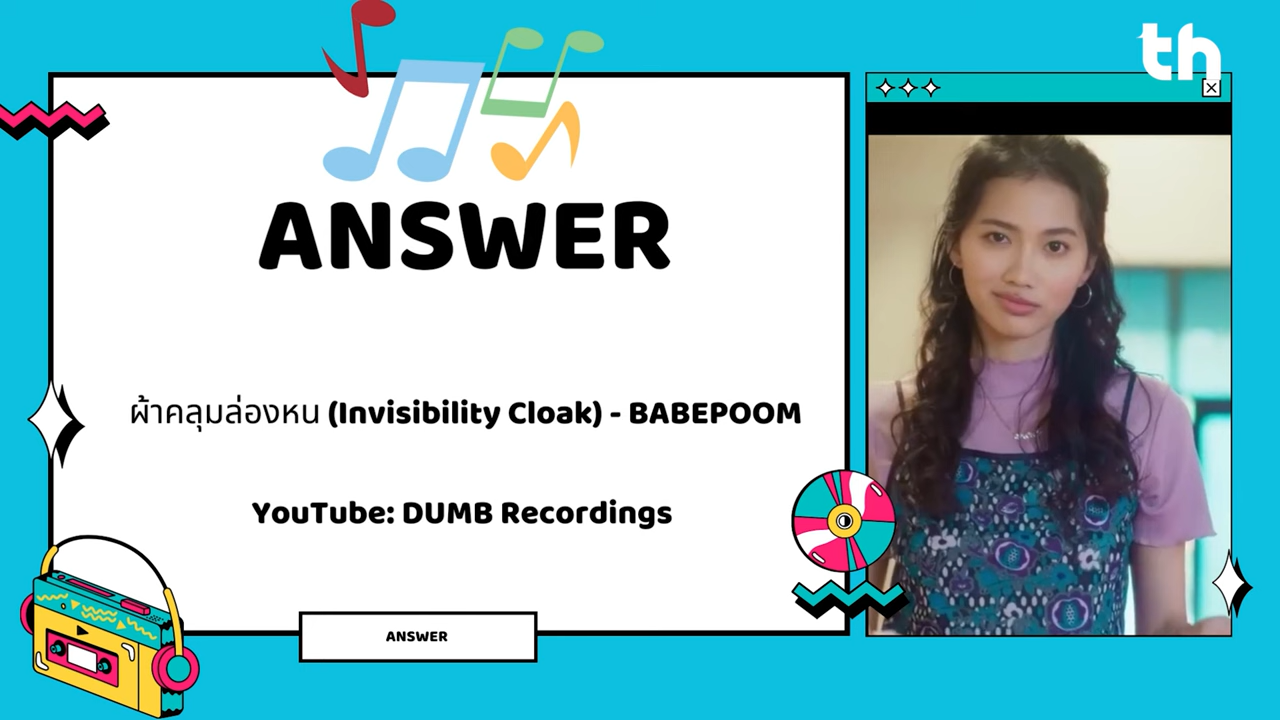 th
ANSWER
ผ้าคลุมล่องหน (Invisibility Cloak) - BABEPOOM
YouTube: DUMB Recordings
ANSWER